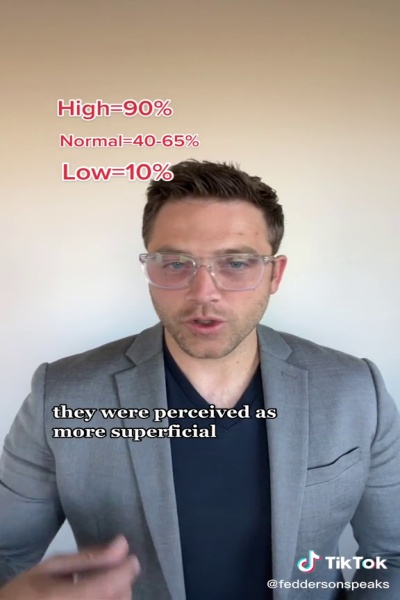 High=90%
Normal=40-65%
Low=10%
they were perceived as
more superficial
TikTok
@feddersonspeaks